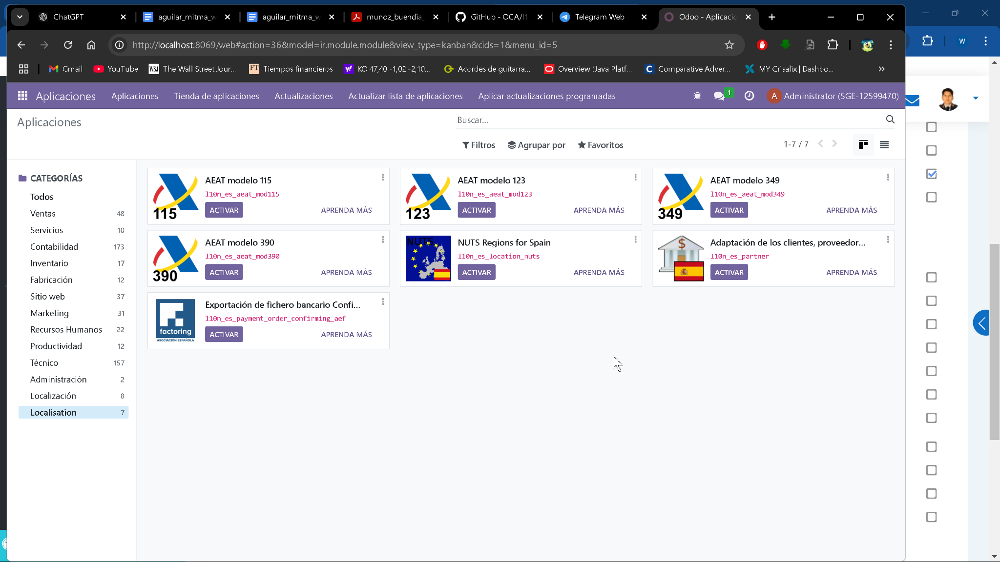 ChatGPT
aguilar_mitma_w
aguilar_mitma_w
munoz_buendia_
GitHub - OCA/l1
Telegram Web
Odoo - Aplicacio
http://localhost:8069/web#action=36&model=ir.module.module&view_type=kanban&cids=1&menu_id=5
W
Gmail
YouTube
WSJ
The Wall Street Jour...
FT
Tiempos financieros
KO 47,40 -1,02 -2,10...
Acordes de guitarra...
Overview (Java Platf...
C
Comparative Adver...
MY Crisalix | Dashbo...
Aplicaciones
Aplicaciones
Tienda de aplicaciones
Actualizaciones
Actualizar lista de aplicaciones
Aplicar actualizaciones programadas
1
A
Administrator (SGE-12599470)
Aplicaciones
Buscar...
Filtros
Agrupar por
Favoritos
1-7 / 7
CATEGORÍAS
Todos
Ventas 48
Servicios 10
Contabilidad 173
Inventario 17
Fabricación 12
Sitio web 37
Marketing 31
Recursos Humanos 22
Productividad 12
Técnico 157
Administración 2
Localización 8
Localisation 7
115
AEAT modelo 115
l10n_es_aeat_mod115
ACTIVAR
APRENDA MÁS
123
AEAT modelo 123
l10n_es_aeat_mod123
ACTIVAR
APRENDA MÁS
349
AEAT modelo 349
l10n_es_aeat_mod349
ACTIVAR
APRENDA MÁS
390
AEAT modelo 390
l10n_es_aeat_mod390
ACTIVAR
APRENDA MÁS
NUTS
NUTS Regions for Spain
l10n_es_location_nuts
ACTIVAR
APRENDA MÁS
$
Adaptación de los clientes, proveedor...
l10n_es_partner
ACTIVAR
APRENDA MÁS
factoring
ASOCIACIÓN ESPAÑOLA
Exportación de fichero bancario Confi...
l10n_es_payment_order_confirming_aef
ACTIVAR
APRENDA MÁS